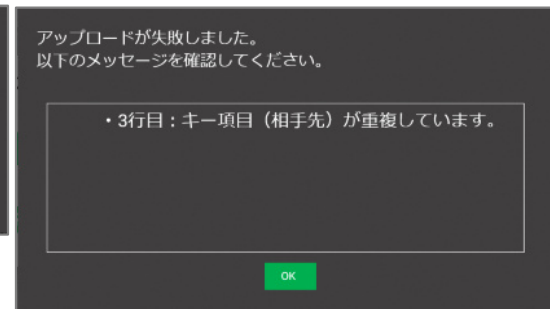 アップロードが失敗しました。
以下のメッセージを確認してください。
・3行目：キー項目（相手先）が重複しています。
OK